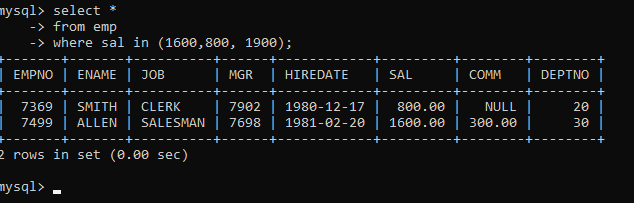 mysql> select *
    -> from emp
    -> where sal in (1600,800, 1900);
+-------+-------+----------+------+------------+---------+--------+--------+
| EMPNO | ENAME | JOB      | MGR  | HIREDATE   | SAL     | COMM   | DEPTNO |
+-------+-------+----------+------+------------+---------+--------+--------+
|  7369 | SMITH | CLERK    | 7902 | 1980-12-17 |  800.00 |   NULL |     20 |
|  7499 | ALLEN | SALESMAN | 7698 | 1981-02-20 | 1600.00 | 300.00 |     30 |
+-------+-------+----------+------+------------+---------+--------+--------+
2 rows in set (0.00 sec)
mysql> _